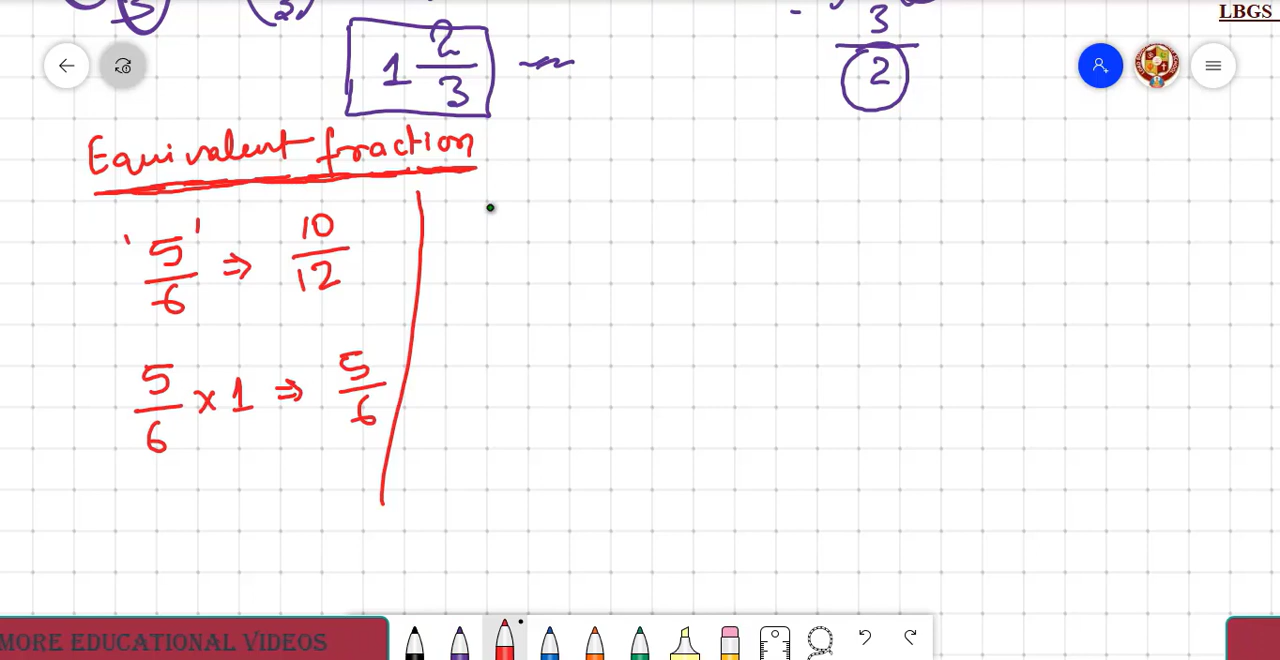 LBGS
3
2
1 2/3
Equivalent fraction
' 5/6 ' ⇒ 10/12
5/6 x 1 ⇒ 5/6
MORE EDUCATIONAL VIDEOS